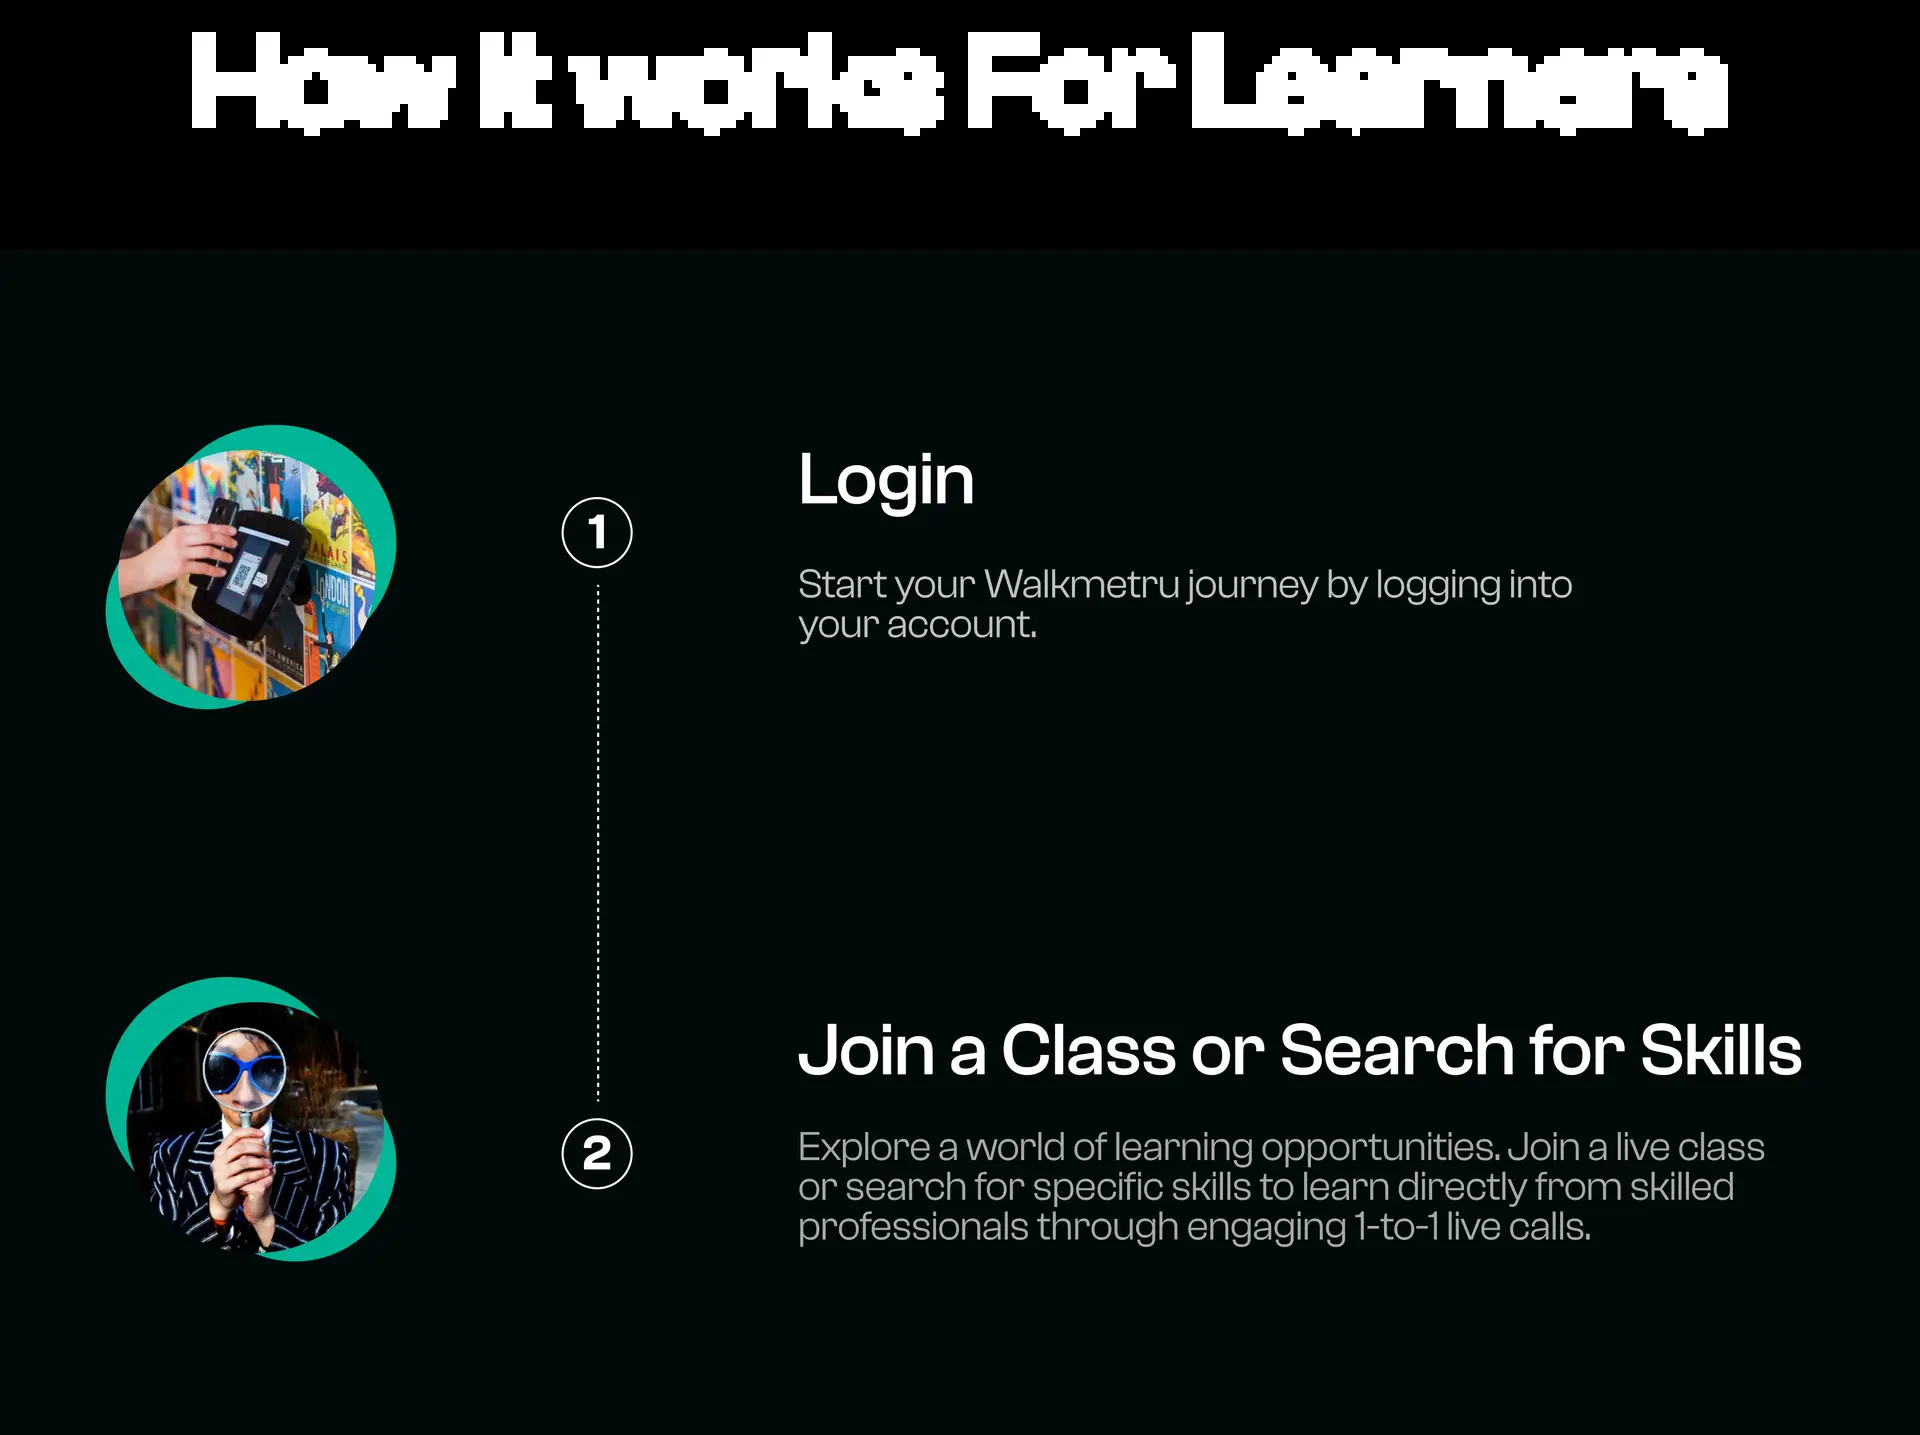 How It works For Learners
1
Login
Start your Walkmetru journey by logging into
your account.
ALAIS
LONDON
2
Join a Class or Search for Skills
Explore a world of learning opportunities. Join a live class
or search for specific skills to learn directly from skilled
professionals through engaging 1-to-1 live calls.